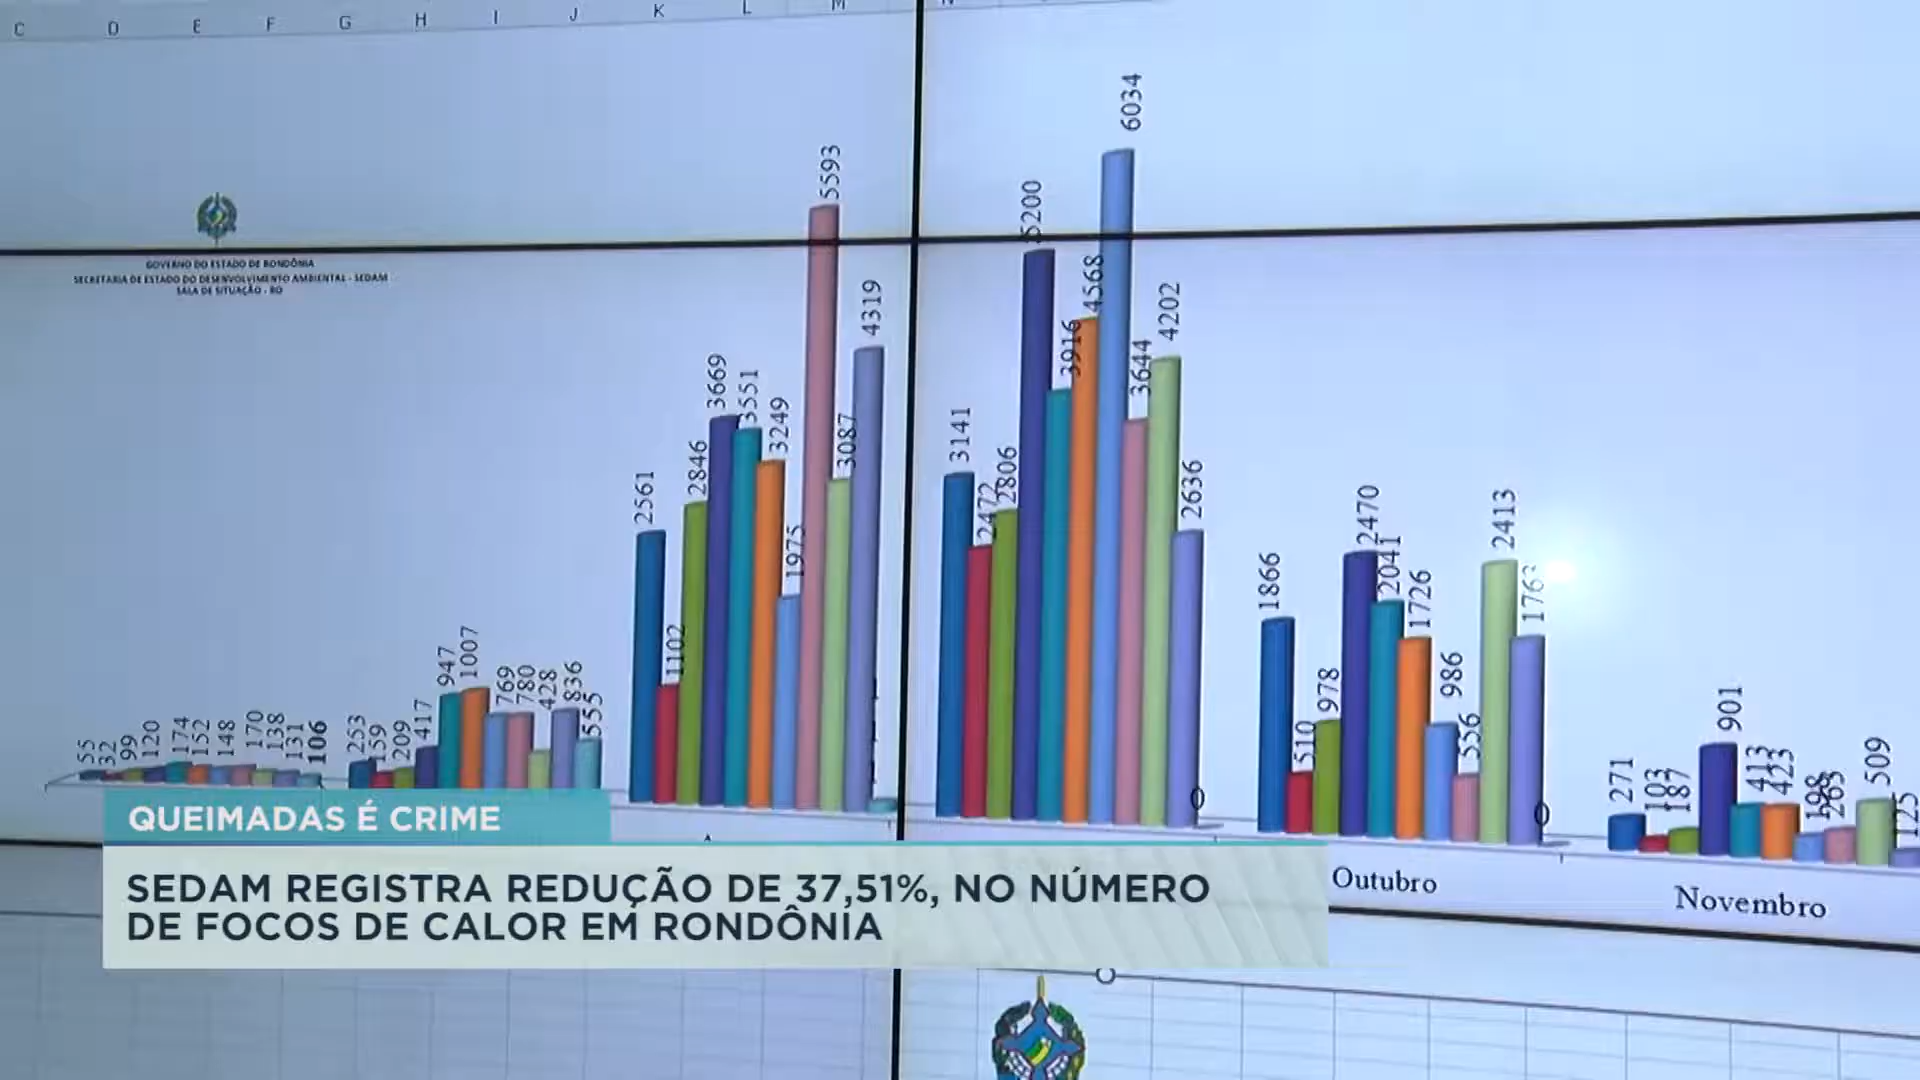 C D E F G H I J K L M N
GOVERNO DO ESTADO DE RONDÔNIA
SECRETARIA DE ESTADO DO DESENVOLVIMENTO AMBIENTAL - SEDAM
SALA DE SITUAÇÃO - RO
55 32 99 120 174 152 148 170 138 131 106
253 159 209 417 947 1007 769 780 428 836 555
2561 1102 2846 3669 3551 3249 1975 5593 3087 4319
3141 2472 2806 5200 3916 4568 6034 3644 4202 2636 0
1866 510 978 2470 2041 1726 986 556 2413 0
271 103 187 901 413 423 198 265 509 125
Outubro
Novembro
QUEIMADAS É CRIME
SEDAM REGISTRA REDUÇÃO DE 37,51%, NO NÚMERO
DE FOCOS DE CALOR EM RONDÔNIA